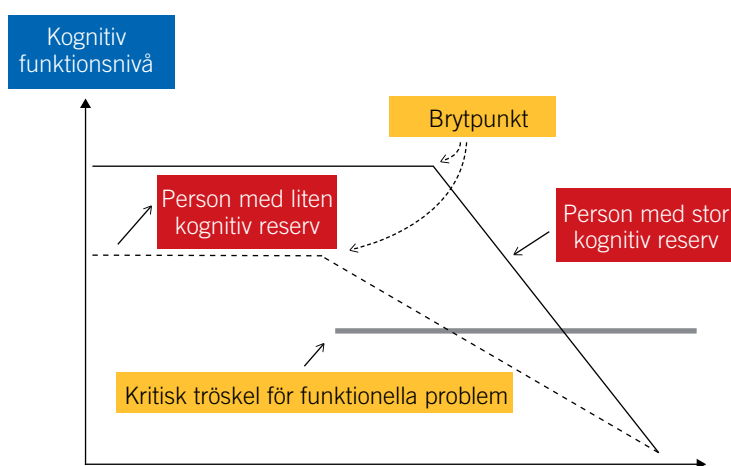 Kognitiv
funktionsnivå
Brytpunkt
Person med liten
kognitiv reserv
Person med stor
kognitiv reserv
Kritisk tröskel för funktionella problem